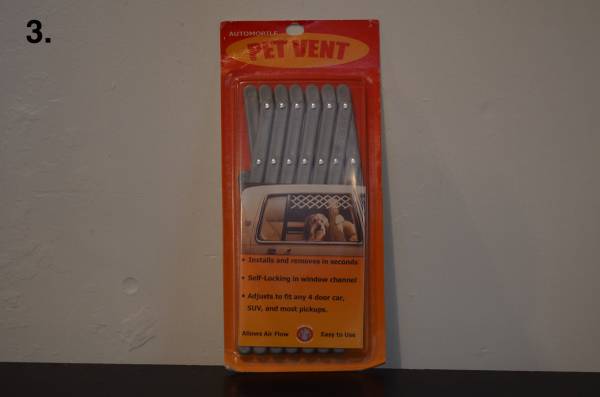 3.
AUTOMOBILE
PET VENT
• Installs and removes in seconds
• Self-Locking in window channel
• Adjusts to fit any 4 door car,
SUV, and most pickups.
Allows Air Flow Easy to Use